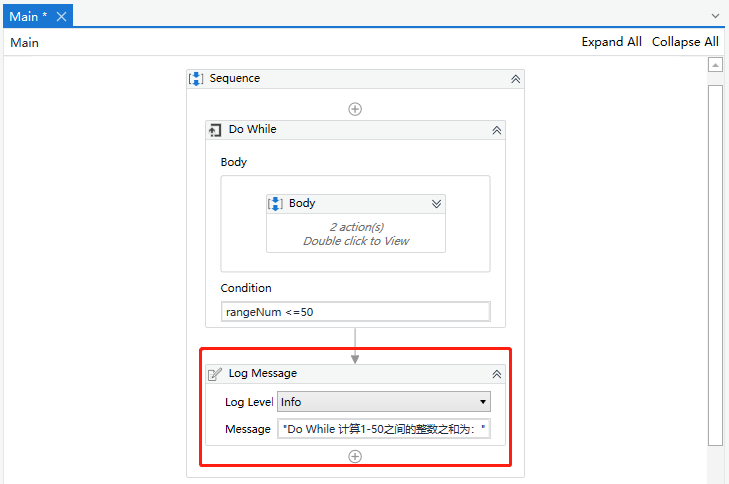 Main *
Main
Expand All Collapse All
Sequence
Do While
Body
Body
2 action(s)
Double click to View
Condition
rangeNum <=50
Log Message
Log Level Info
Message "Do While 计算1-50之间的整数之和为："